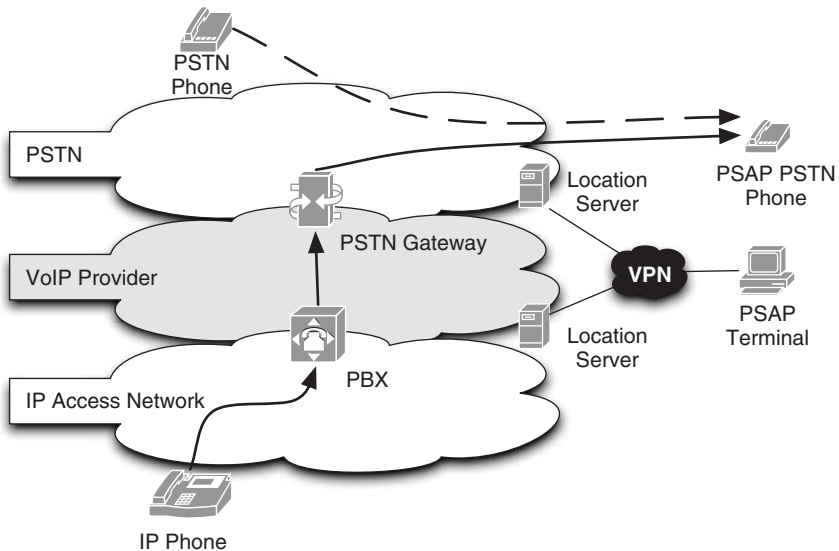 PSTN
Phone
PSTN
PSAP PSTN
Phone
Location
Server
PSTN Gateway
VoIP Provider
VPN
PSAP
Terminal
Location
Server
PBX
IP Access Network
IP Phone